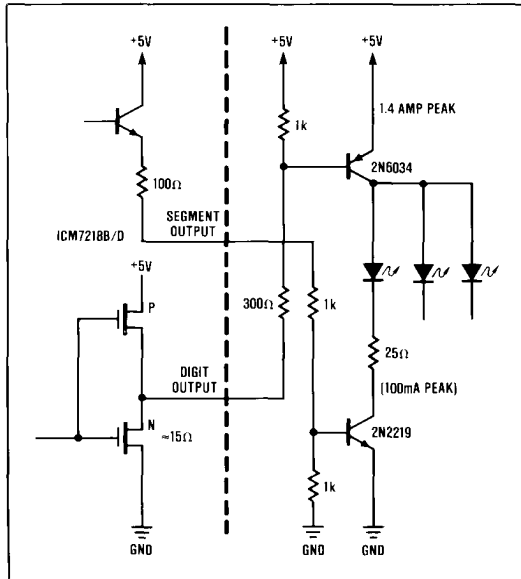 +5V
+5V
+5V
1.4 AMP PEAK
1k
2N6034
100Ω
ICM7218B/D
SEGMENT
OUTPUT
+5V
P
300Ω
1k
25Ω
DIGIT
OUTPUT
(100mA PEAK)
N
≈15Ω
2N2219
1k
GND
GND
GND